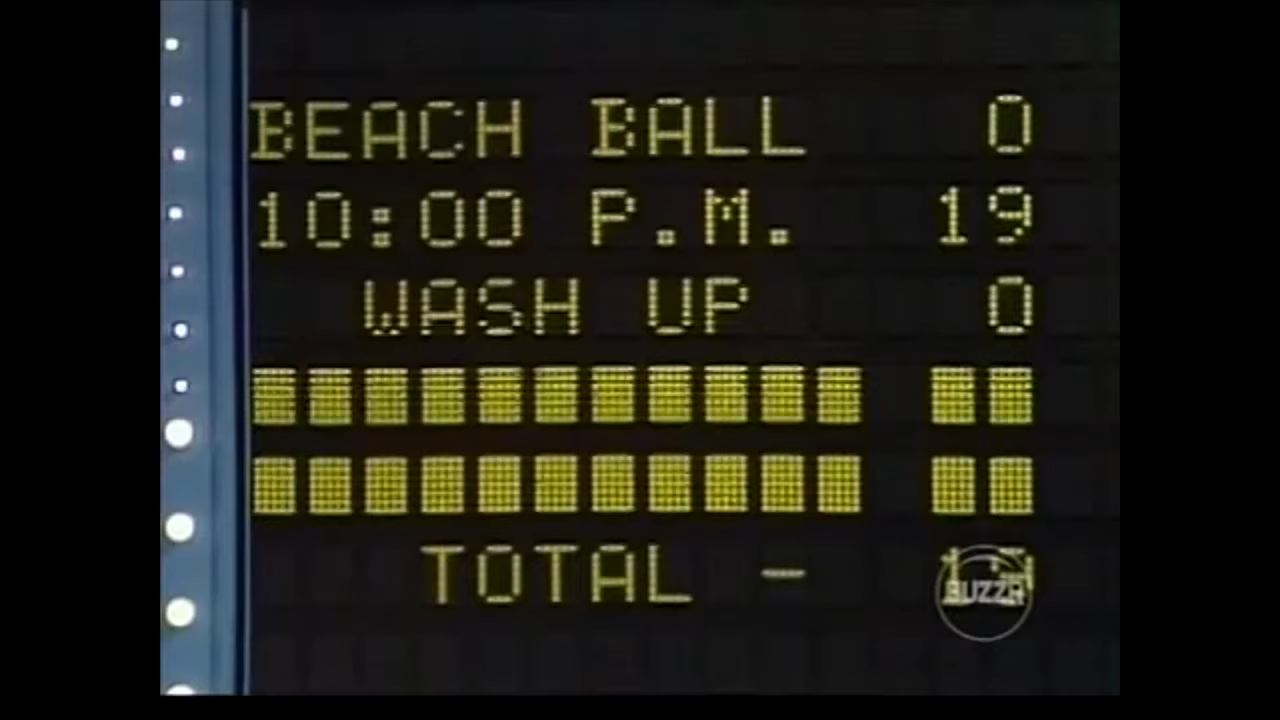 BEACH BALL 0
10:00 P.M. 19
WASH UP 0
TOTAL -
BUZZR